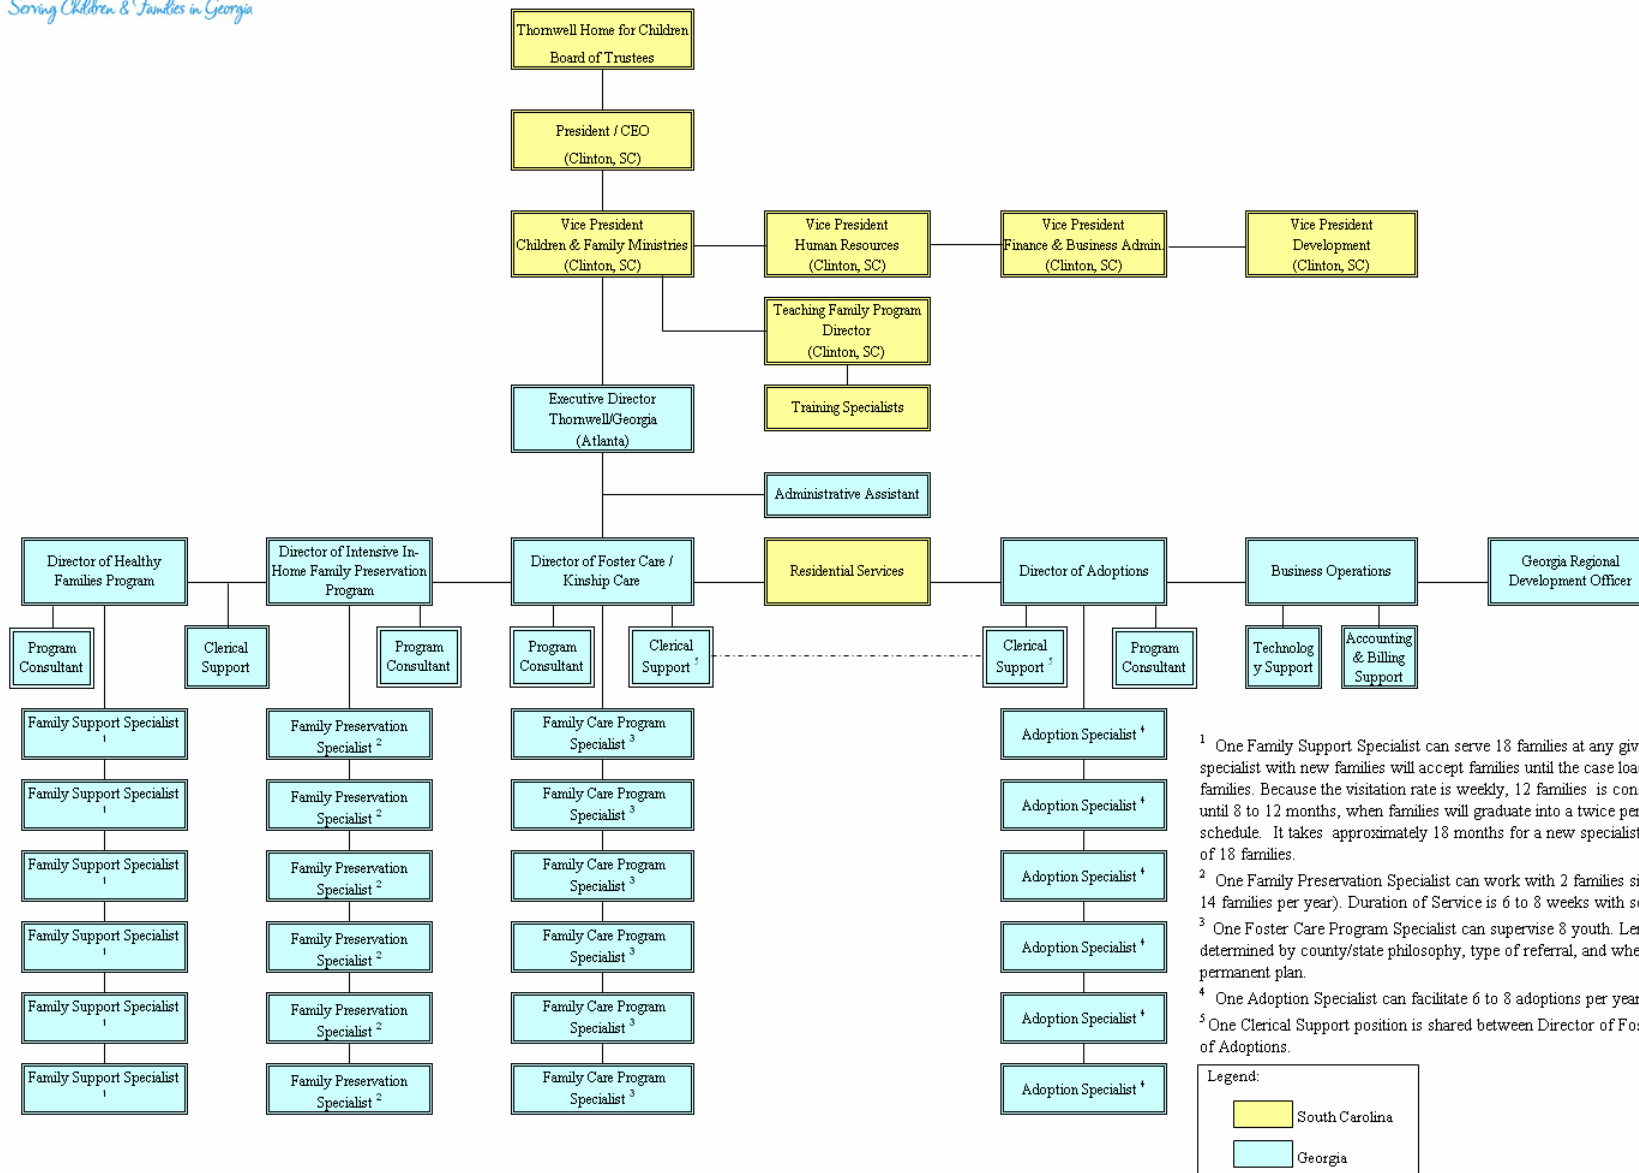 Serving Children & Families in Georgia
Thornwell Home for Children
Board of Trustees
President / CEO
(Clinton, SC)
Vice President
Children & Family Ministries
(Clinton, SC)
Vice President
Human Resources
(Clinton, SC)
Vice President
Finance & Business Admin.
(Clinton, SC)
Vice President
Development
(Clinton, SC)
Teaching Family Program
Director
(Clinton, SC)
Training Specialists
Executive Director
Thornwell/Georgia
(Atlanta)
Administrative Assistant
Director of Healthy
Families Program
Director of Intensive In-
Home Family Preservation
Program
Director of Foster Care /
Kinship Care
Residential Services
Director of Adoptions
Business Operations
Georgia Regional
Development Officer
Program
Consultant
Clerical
Support
Program
Consultant
Program
Consultant
Clerical
Support 5
Clerical
Support 5
Program
Consultant
Technolog
y Support
Accounting
& Billing
Support
Family Support Specialist
1
Family Preservation
Specialist 2
Family Care Program
Specialist 3
Adoption Specialist 4
Family Support Specialist
1
Family Preservation
Specialist 2
Family Care Program
Specialist 3
Adoption Specialist 4
Family Support Specialist
1
Family Preservation
Specialist 2
Family Care Program
Specialist 3
Adoption Specialist 4
Family Support Specialist
1
Family Preservation
Specialist 2
Family Care Program
Specialist 3
Adoption Specialist 4
Family Support Specialist
1
Family Preservation
Specialist 2
Family Care Program
Specialist 3
Adoption Specialist 4
Family Support Specialist
1
Family Preservation
Specialist 2
Family Care Program
Specialist 3
Adoption Specialist 4
1 One Family Support Specialist can serve 18 families at any giv
specialist with new families will accept families until the case loa
families. Because the visitation rate is weekly, 12 families is con
until 8 to 12 months, when families will graduate into a twice per
schedule. It takes approximately 18 months for a new specialist
of 18 families.
2 One Family Preservation Specialist can work with 2 families si
14 families per year). Duration of Service is 6 to 8 weeks with s
3 One Foster Care Program Specialist can supervise 8 youth. Le
determined by county/state philosophy, type of referral, and whe
permanent plan.
4 One Adoption Specialist can facilitate 6 to 8 adoptions per year
5 One Clerical Support position is shared between Director of Fos
of Adoptions.
Legend:
South Carolina
Georgia